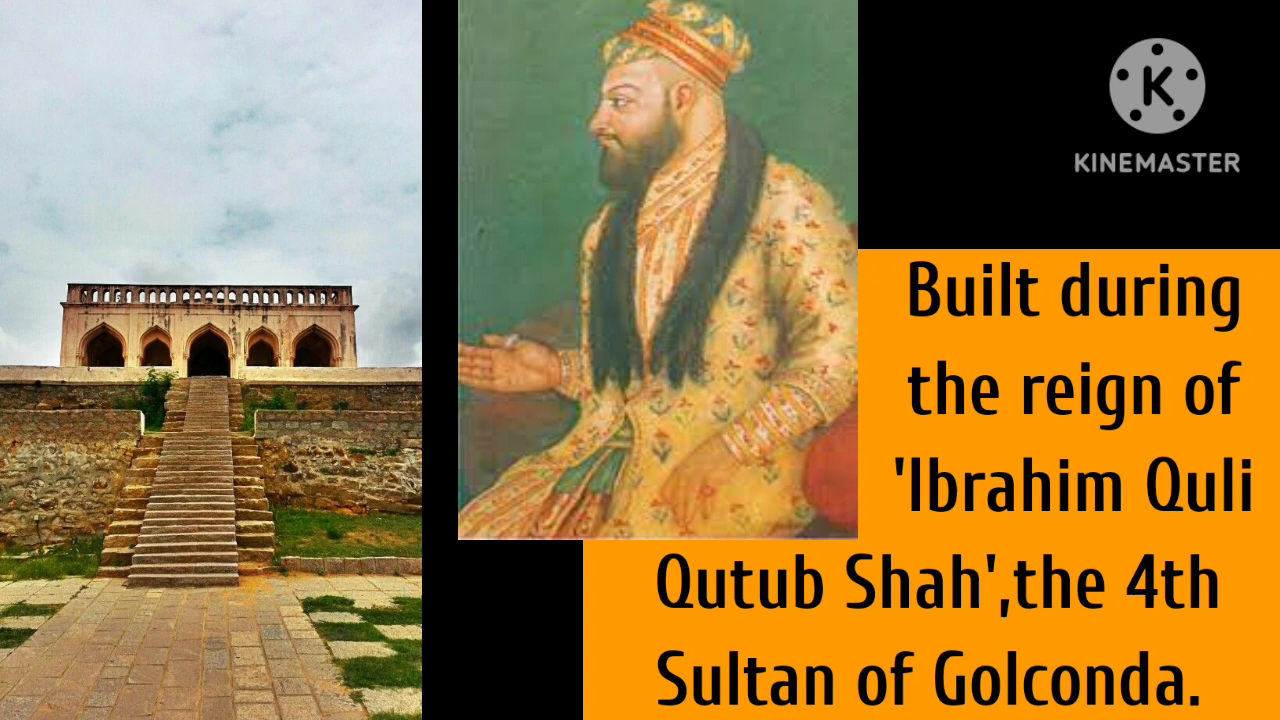 KINEMASTER
Built during
the reign of
'Ibrahim Quli
Qutub Shah',the 4th
Sultan of Golconda.